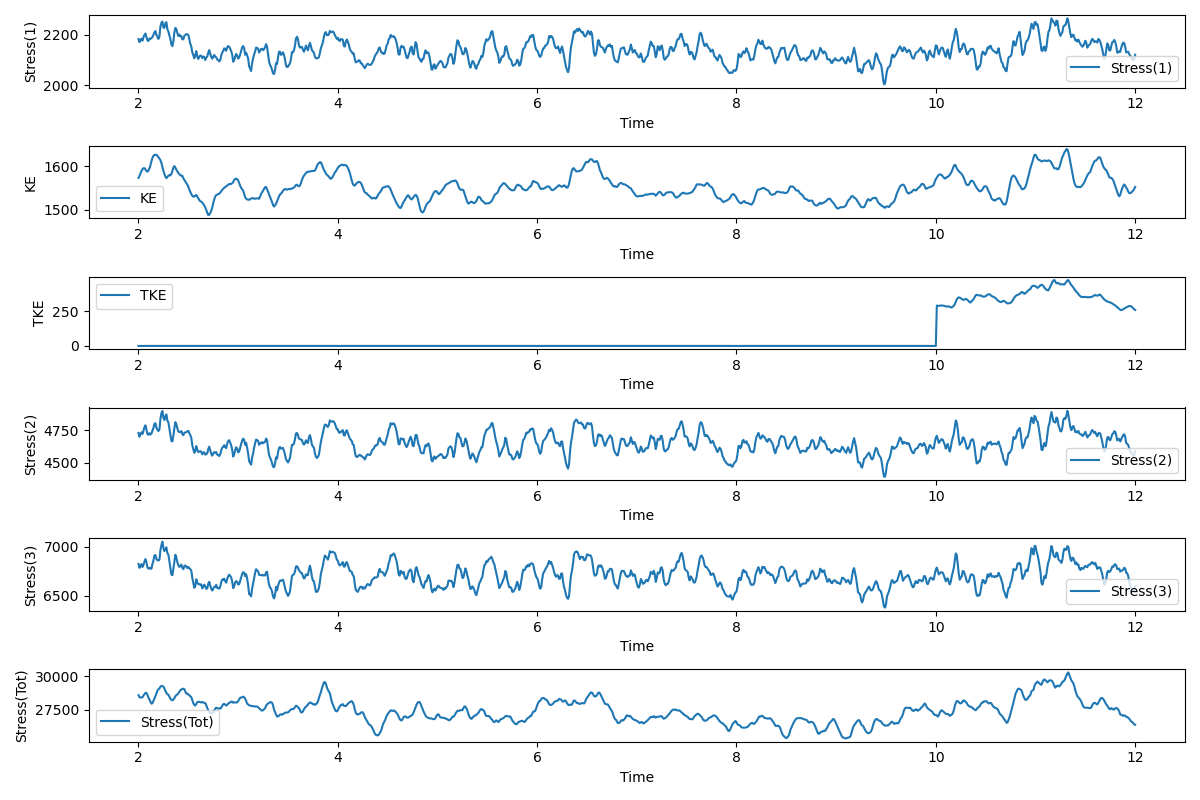 Stress(1)
2200
2000
Stress(1)
2 4 6 8 10 12
Time
KE
1600
1500
KE
2 4 6 8 10 12
Time
TKE
250
0
TKE
2 4 6 8 10 12
Time
Stress(2)
4750
4500
Stress(2)
2 4 6 8 10 12
Time
Stress(3)
7000
6500
Stress(3)
2 4 6 8 10 12
Time
Stress(Tot)
30000
27500
Stress(Tot)
2 4 6 8 10 12
Time